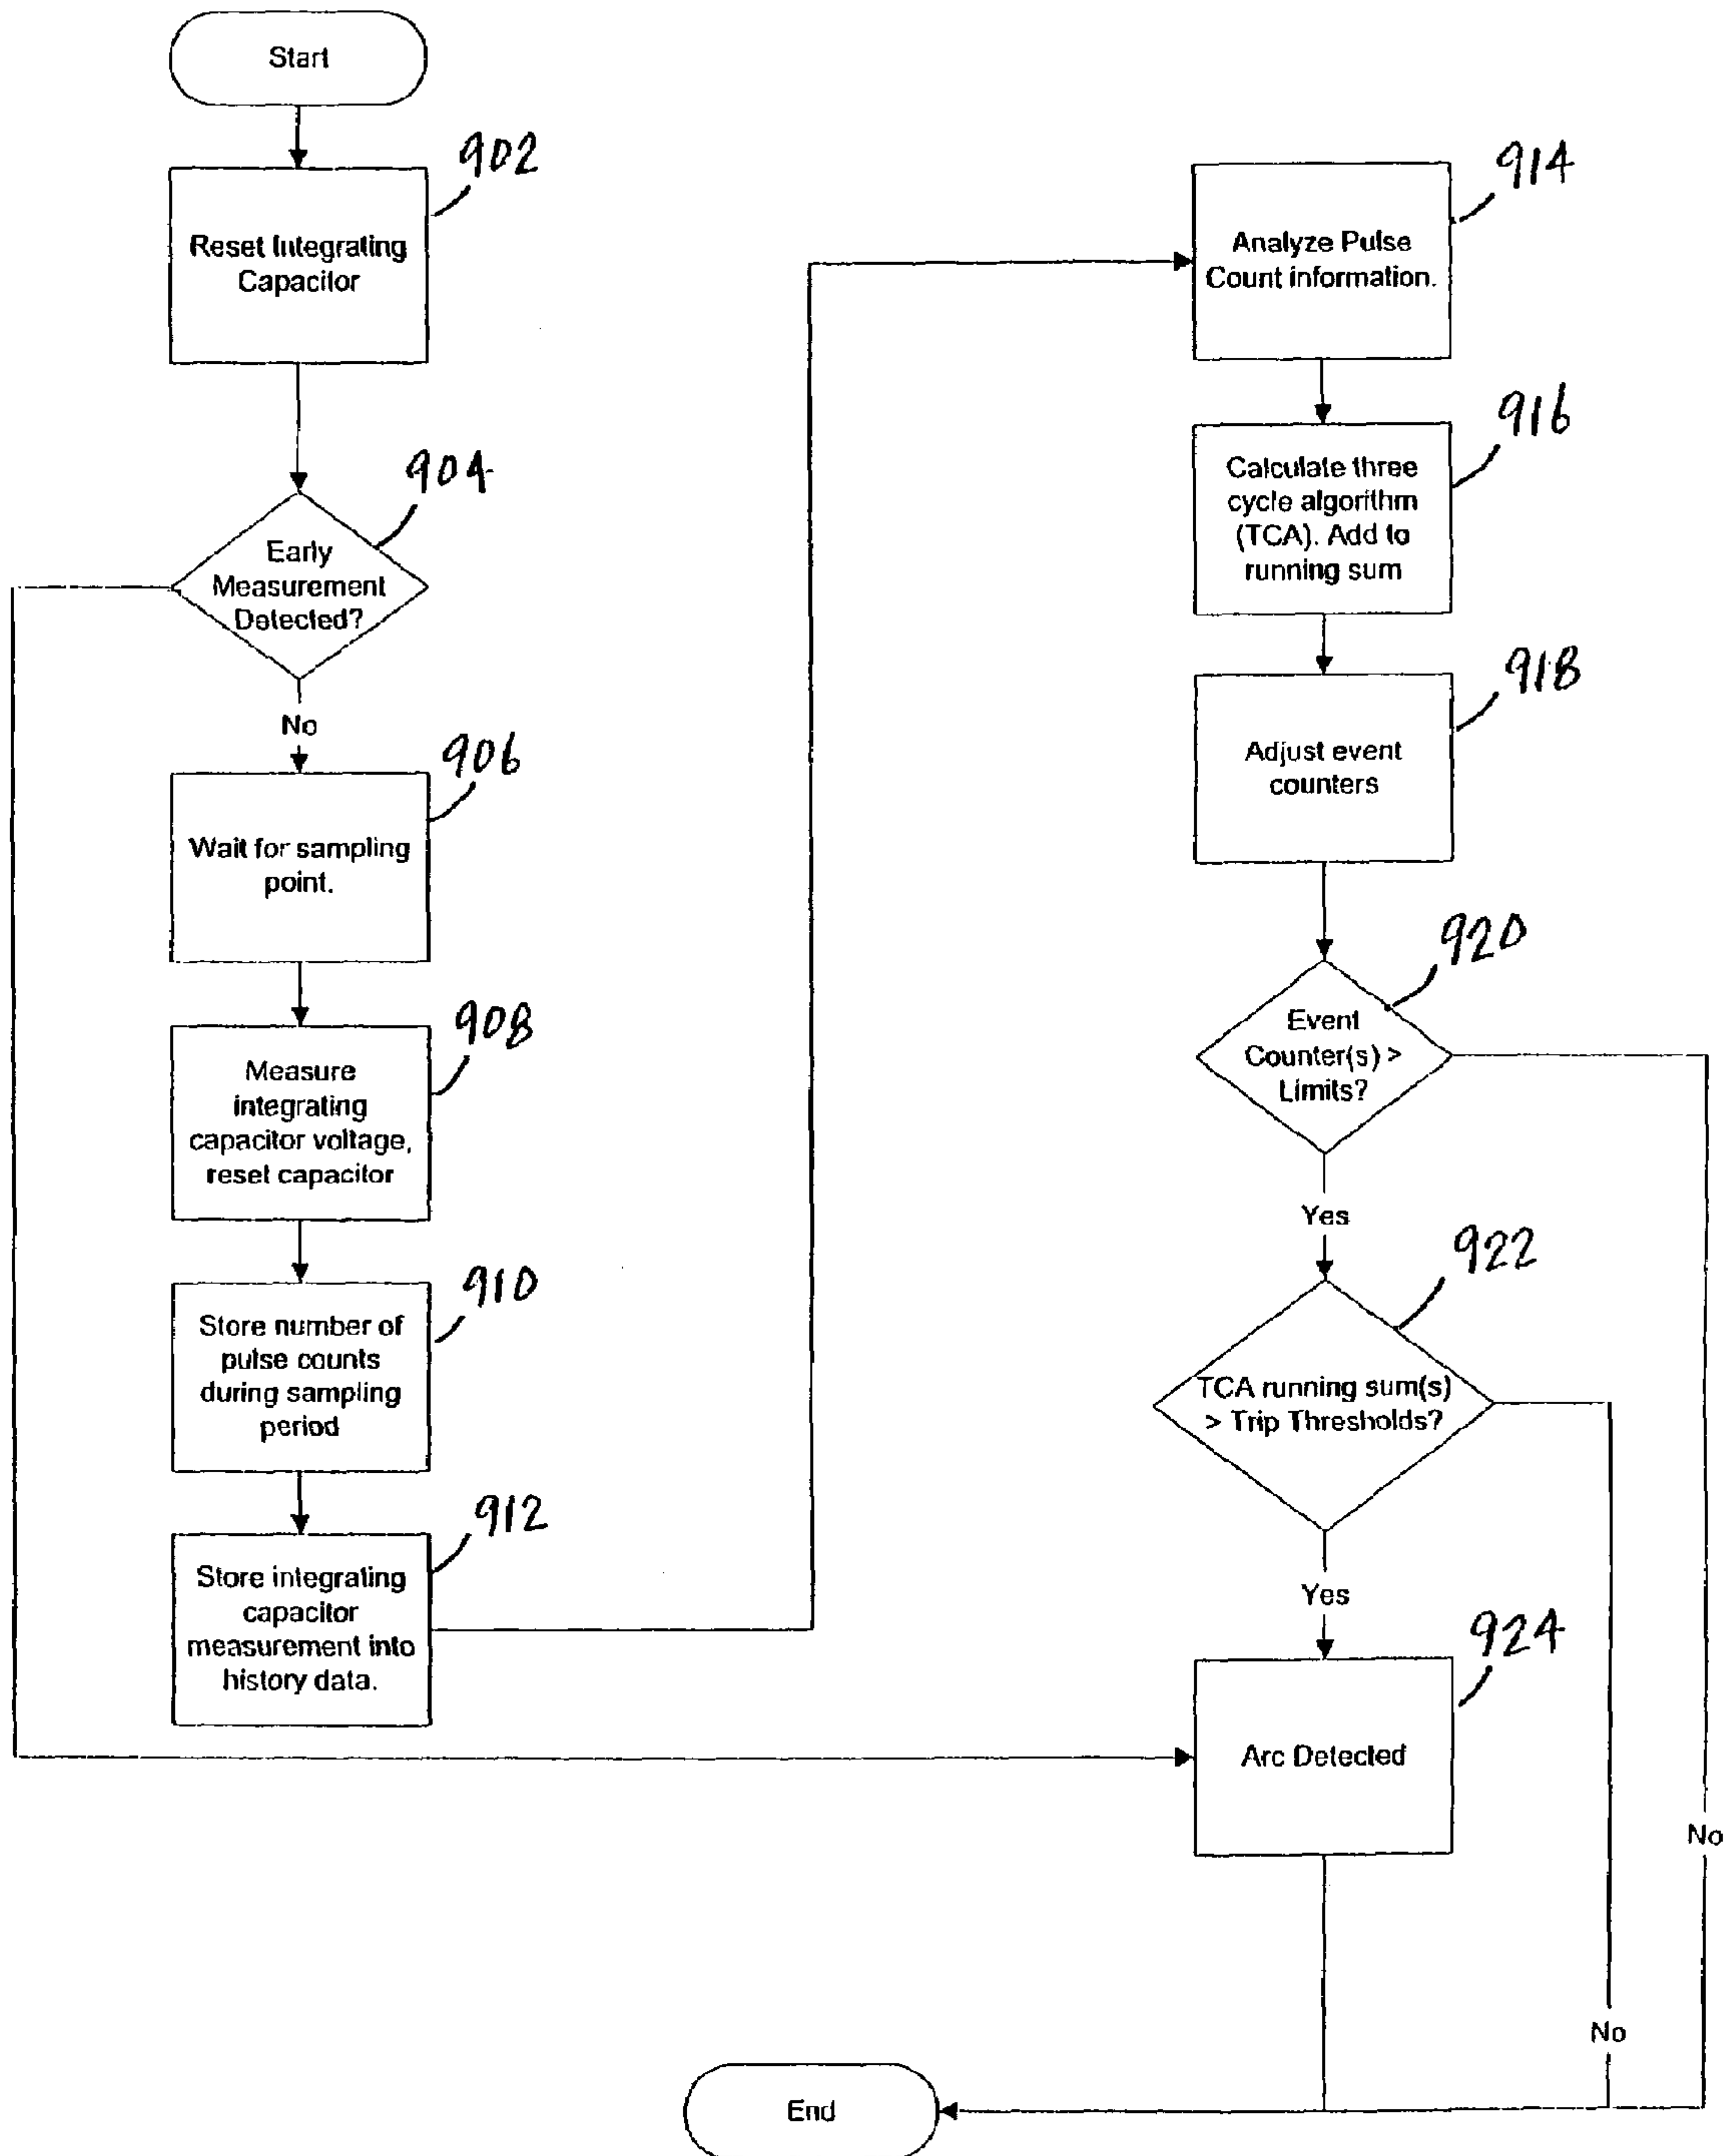 Start
902
Reset Integrating
Capacitor
904
Early
Measurement
Detected?
No
906
Wait for sampling
point.
908
Measure
integrating
capacitor voltage,
reset capacitor
910
Store number of
pulse counts
during sampling
period
912
Store integrating
capacitor
measurement into
history data.
914
Analyze Pulse
Count information.
916
Calculate three
cycle algorithm
(TCA). Add to
running sum
918
Adjust event
counters
920
Event
Counter(s) >
Limits?
Yes
922
TCA running sum(s)
> Trip Thresholds?
Yes
924
Arc Detected
No
No
End